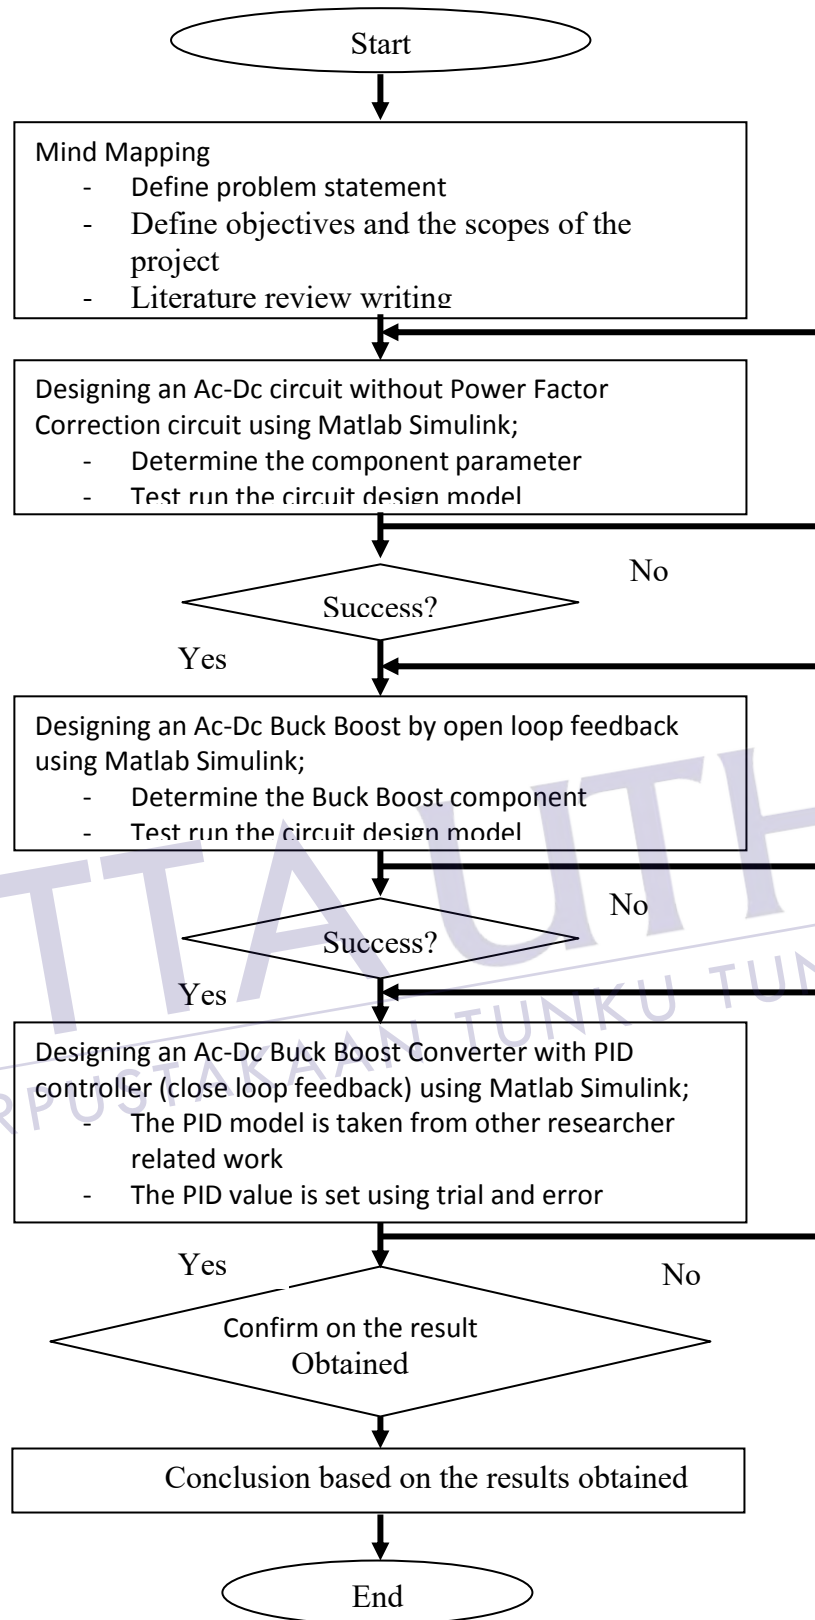 Start
Mind Mapping
- Define problem statement
- Define objectives and the scopes of the
project
- Literature review writing
Designing an Ac-Dc circuit without Power Factor
Correction circuit using Matlab Simulink;
- Determine the component parameter
- Test run the circuit design model
No
Success?
Yes
Designing an Ac-Dc Buck Boost by open loop feedback
using Matlab Simulink;
- Determine the Buck Boost component
- Test run the circuit design model
No
Success?
Yes
Designing an Ac-Dc Buck Boost Converter with PID
controller (close loop feedback) using Matlab Simulink;
- The PID model is taken from other researcher
related work
- The PID value is set using trial and error
Yes
No
Confirm on the result
Obtained
Conclusion based on the results obtained
End
TTA UTH
RPUSTAKAAN TUNKU TUN